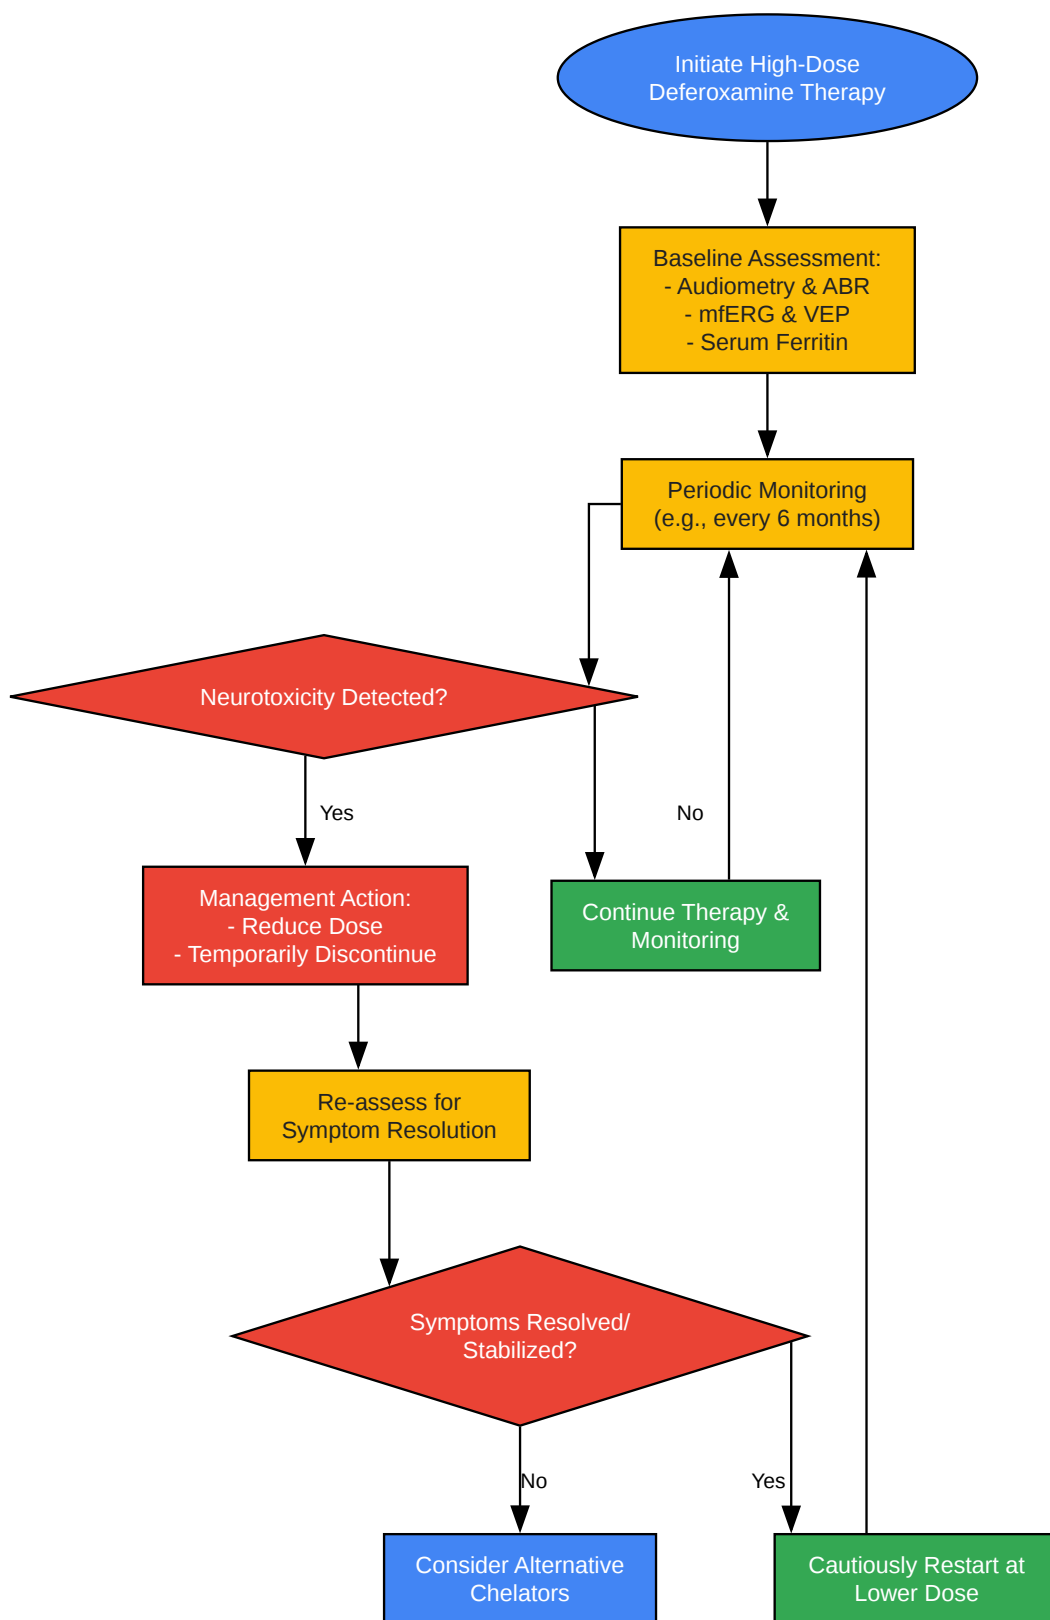 Initiate High-Dose
Deferoxamine Therapy
Baseline Assessment:
- Audiometry & ABR
- mfERG & VEP
- Serum Ferritin
Periodic Monitoring
(e.g., every 6 months)
Neurotoxicity Detected?
Yes
No
Management Action:
- Reduce Dose
- Temporarily Discontinue
Continue Therapy &
Monitoring
Re-assess for
Symptom Resolution
Symptoms Resolved/
Stabilized?
No
Yes
Consider Alternative
Chelators
Cautiously Restart at
Lower Dose